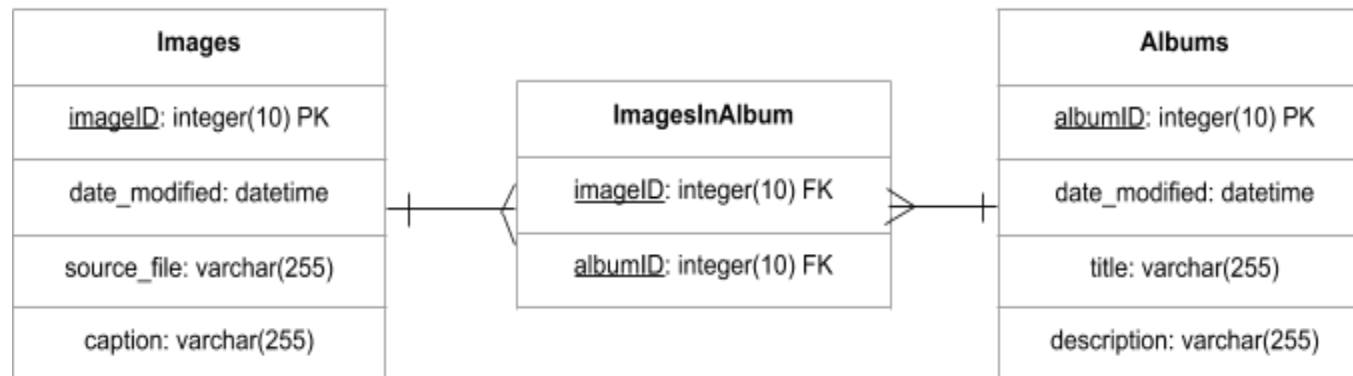 Images
imageID: integer(10) PK
date_modified: datetime
source_file: varchar(255)
caption: varchar(255)
ImagesInAlbum
imageID: integer(10) FK
albumID: integer(10) FK
Albums
albumID: integer(10) PK
date_modified: datetime
title: varchar(255)
description: varchar(255)